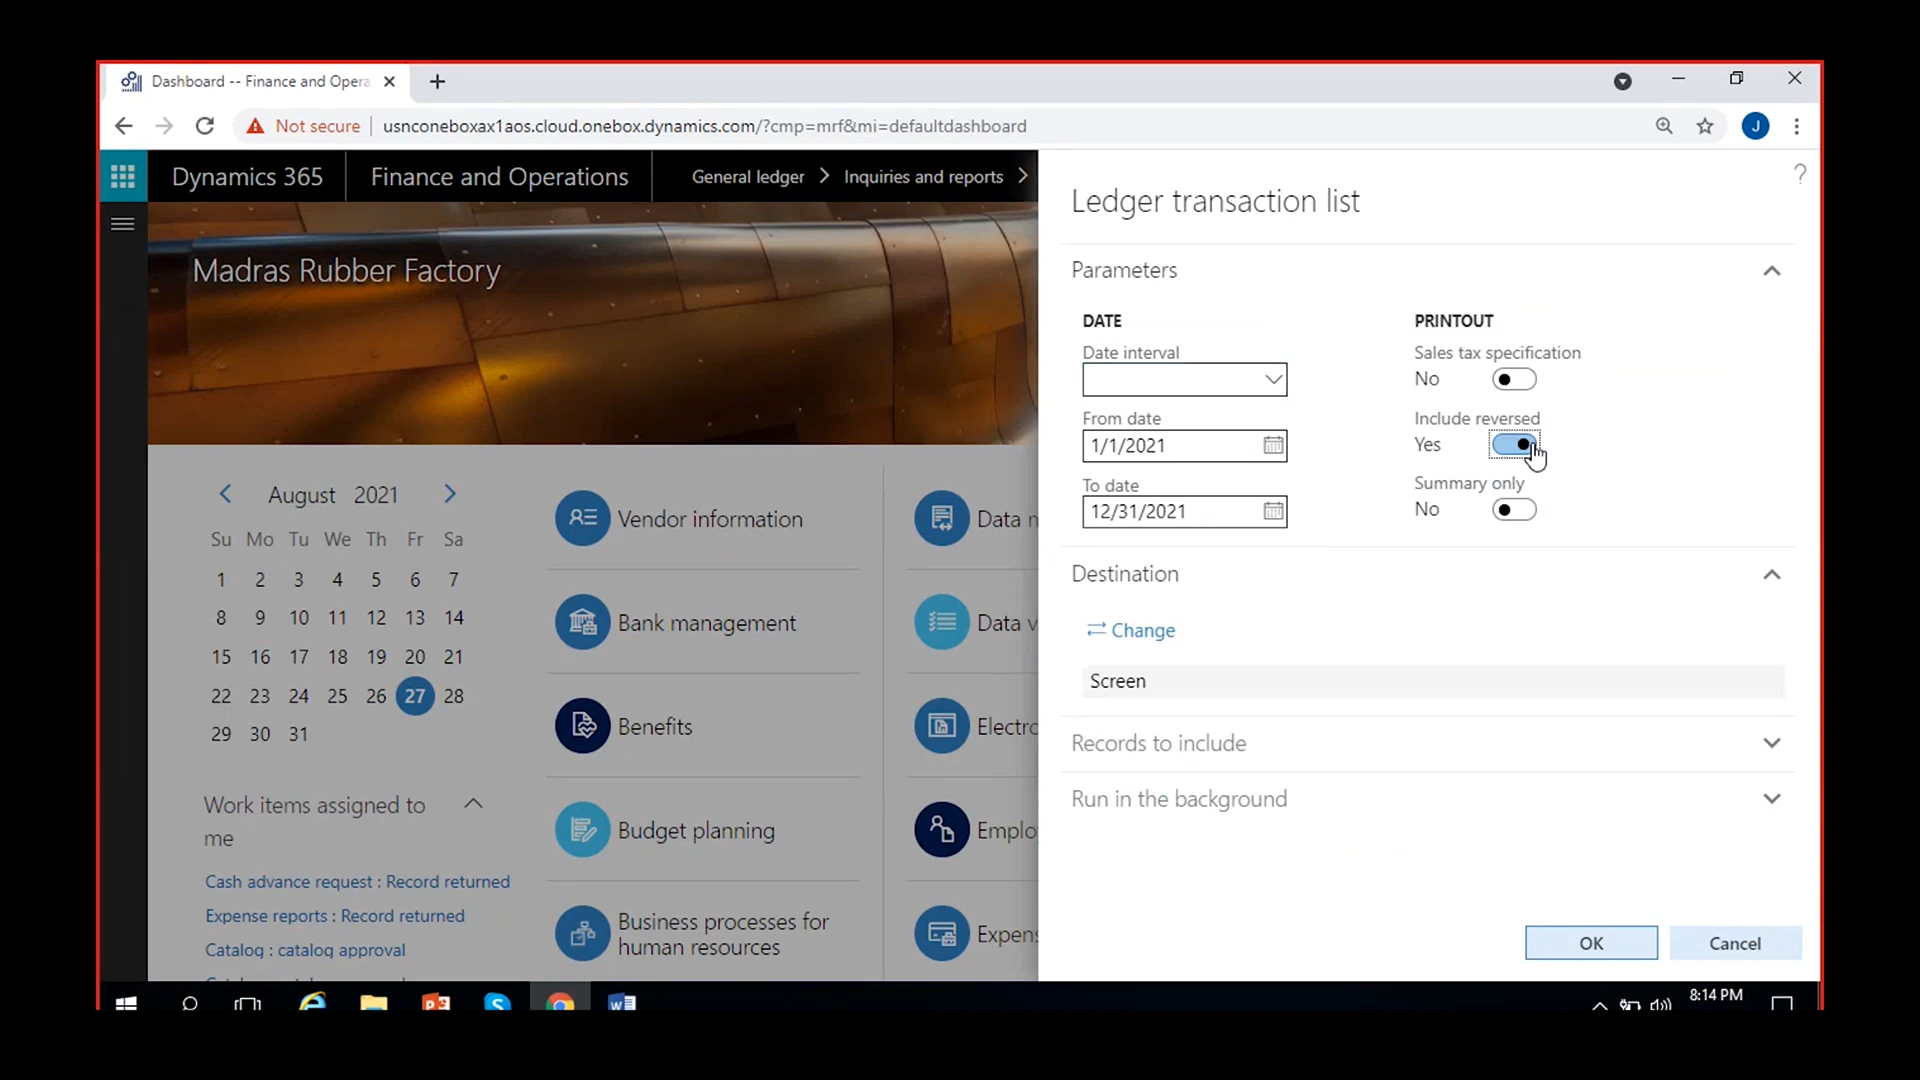 Dashboard -- Finance and Opera
Not secure
usnconeboxax1aos.cloud.onebox.dynamics.com/?cmp=mrf&mi=defaultdashboard
J
Dynamics 365
Finance and Operations
General ledger
Inquiries and reports
?
Madras Rubber Factory
Ledger transaction list
Parameters
DATE
PRINTOUT
Date interval
Sales tax specification
No
From date
Include reversed
1/1/2021
Yes
To date
Summary only
12/31/2021
No
Destination
Change
Screen
Records to include
Run in the background
OK
Cancel
August 2021
Su Mo Tu We Th Fr Sa
1 2 3 4 5 6 7
8 9 10 11 12 13 14
15 16 17 18 19 20 21
22 23 24 25 26 27 28
29 30 31
Work items assigned to
me
Cash advance request : Record returned
Expense reports : Record returned
Catalog : catalog approval
Vendor information
Bank management
Benefits
Budget planning
Business processes for
human resources
Data
Data
Electro
Emplo
Expens
8:14 PM